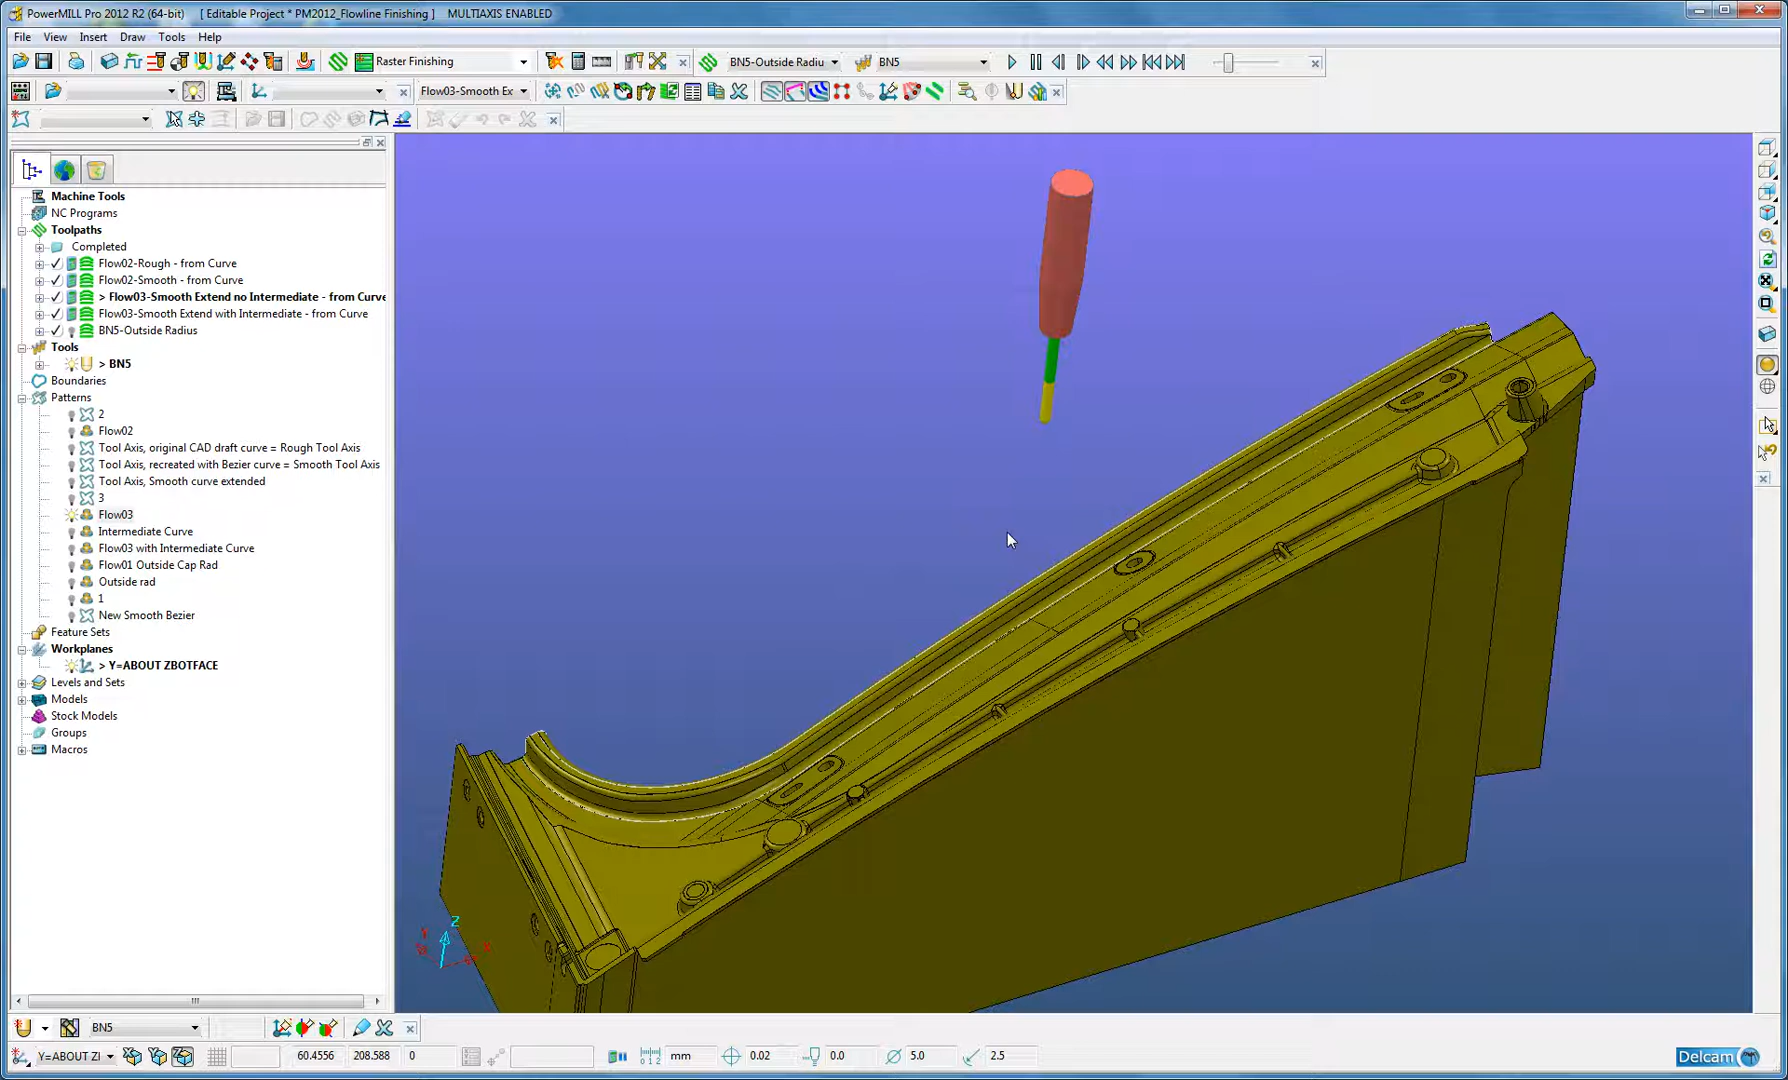 PowerMILL Pro 2012 R2 (64-bit) [ Editable Project * PM2012_Flowline Finishing ] MULTIAXIS ENABLED
File View Insert Draw Tools Help
Raster Finishing BN5-Outside Radiu BN5
Flow03-Smooth Ex
Machine Tools
NC Programs
Toolpaths
Completed
Flow02-Rough - from Curve
Flow02-Smooth - from Curve
> Flow03-Smooth Extend no Intermediate - from Curve
Flow03-Smooth Extend with Intermediate - from Curve
BN5-Outside Radius
Tools
> BN5
Boundaries
Patterns
2
Flow02
Tool Axis, original CAD draft curve = Rough Tool Axis
Tool Axis, recreated with Bezier curve = Smooth Tool Axis
Tool Axis, Smooth curve extended
3
Flow03
Intermediate Curve
Flow03 with Intermediate Curve
Flow01 Outside Cap Rad
Outside rad
1
New Smooth Bezier
Feature Sets
Workplanes
> Y=ABOUT ZBOTFACE
Levels and Sets
Models
Stock Models
Groups
Macros
Z
BN5
Y=ABOUT ZI 60.4556 208.588 0 mm 0.02 0.0 5.0 2.5
Delcam